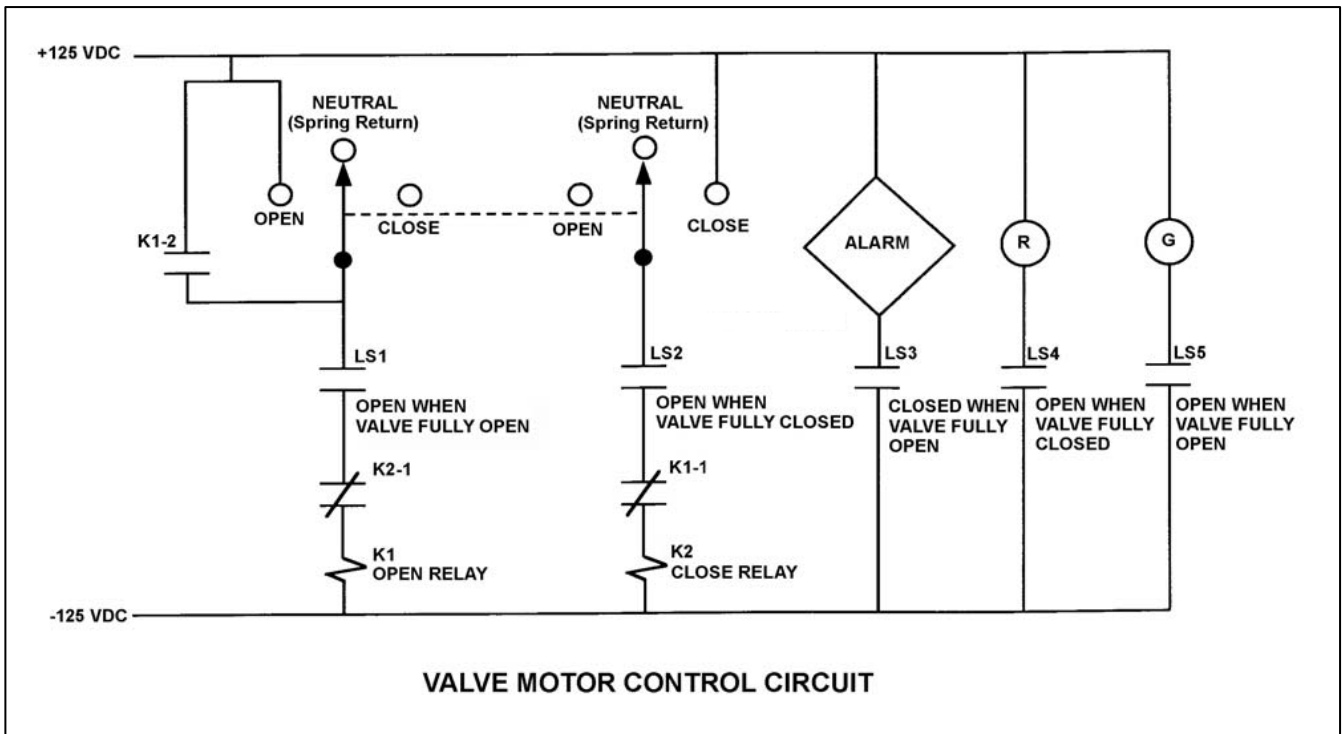 +125 VDC
NEUTRAL
(Spring Return)
NEUTRAL
(Spring Return)
OPEN
CLOSE
OPEN
CLOSE
K1-2
ALARM
R
G
LS1
OPEN WHEN
VALVE FULLY OPEN
LS2
OPEN WHEN
VALVE FULLY CLOSED
LS3
CLOSED WHEN
VALVE FULLY
OPEN
LS4
OPEN WHEN
VALVE FULLY
CLOSED
LS5
OPEN WHEN
VALVE FULLY
OPEN
K2-1
K1-1
K1
OPEN RELAY
K2
CLOSE RELAY
-125 VDC
VALVE MOTOR CONTROL CIRCUIT